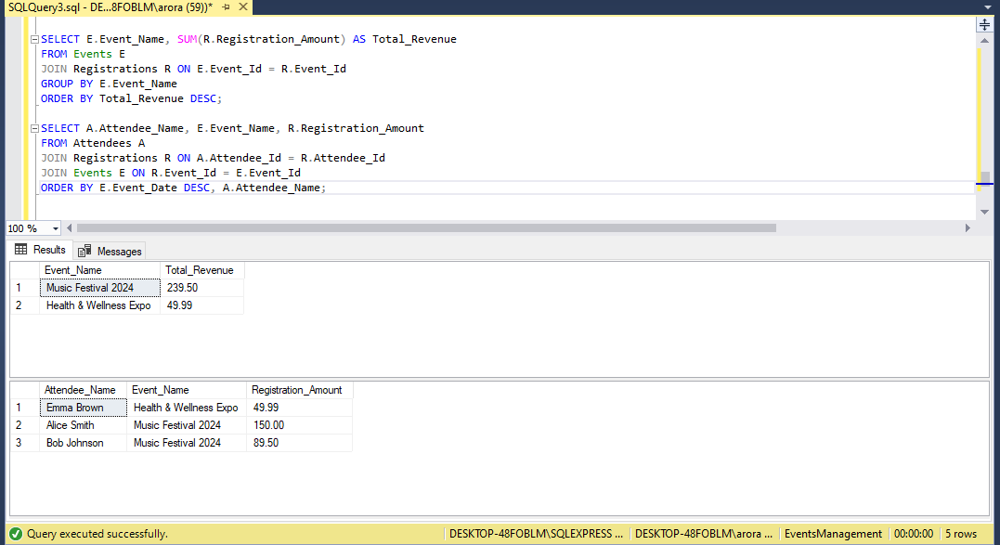 SQLQuery3.sql - DE...8FOBLM\arora (59))*
SELECT E.Event_Name, SUM(R.Registration_Amount) AS Total_Revenue
FROM Events E
JOIN Registrations R ON E.Event_Id = R.Event_Id
GROUP BY E.Event_Name
ORDER BY Total_Revenue DESC;
SELECT A.Attendee_Name, E.Event_Name, R.Registration_Amount
FROM Attendees A
JOIN Registrations R ON A.Attendee_Id = R.Attendee_Id
JOIN Events E ON R.Event_Id = E.Event_Id
ORDER BY E.Event_Date DESC, A.Attendee_Name;
100 %
Results Messages
Event_Name Total_Revenue
1 Music Festival 2024 239.50
2 Health & Wellness Expo 49.99
Attendee_Name Event_Name Registration_Amount
1 Emma Brown Health & Wellness Expo 49.99
2 Alice Smith Music Festival 2024 150.00
3 Bob Johnson Music Festival 2024 89.50
Query executed successfully. DESKTOP-48FOBLM\SQLEXPRESS ... DESKTOP-48FOBLM\arora ... EventsManagement 00:00:00 5 rows